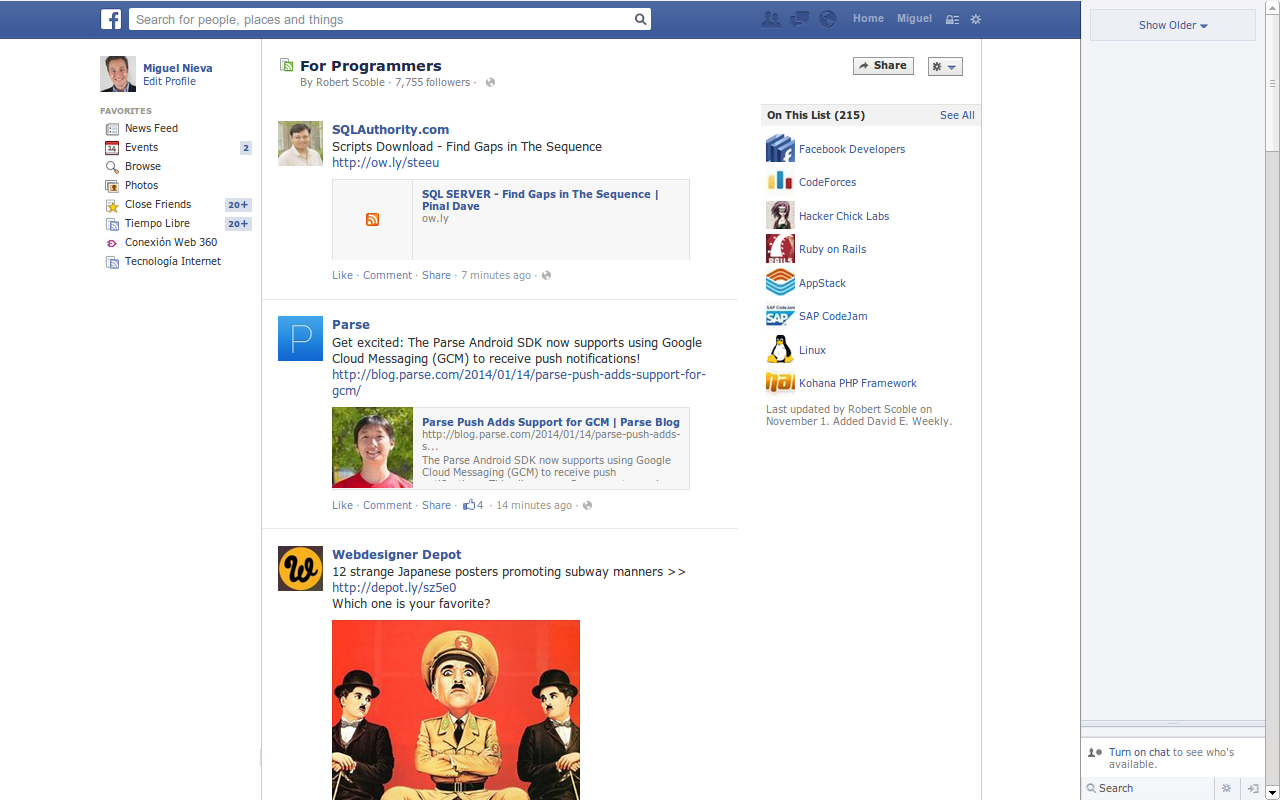 Search for people, places and things
Home
Miguel
Show Older
Miguel Nieva
Edit Profile
FAVORITES
News Feed
Events
2
Browse
Photos
Close Friends
20+
Tiempo Libre
20+
Conexión Web 360
Tecnología Internet
For Programmers
By Robert Scoble · 7,755 followers ·
Share
SQLAuthority.com
Scripts Download - Find Gaps in The Sequence
http://ow.ly/steeu
SQL SERVER - Find Gaps in The Sequence |
Pinal Dave
ow.ly
Like · Comment · Share · 7 minutes ago ·
Parse
Get excited: The Parse Android SDK now supports using Google
Cloud Messaging (GCM) to receive push notifications!
http://blog.parse.com/2014/01/14/parse-push-adds-support-for-
gcm/
Parse Push Adds Support for GCM | Parse Blog
http://blog.parse.com/2014/01/14/parse-push-adds-
s...
The Parse Android SDK now supports using Google
Cloud Messaging (GCM) to receive push
Like · Comment · Share · 4 · 14 minutes ago ·
Webdesigner Depot
12 strange Japanese posters promoting subway manners >>
http://depot.ly/sz5e0
Which one is your favorite?
On This List (215)
See All
Facebook Developers
CodeForces
Hacker Chick Labs
Ruby on Rails
AppStack
SAP CodeJam
Linux
Kohana PHP Framework
Last updated by Robert Scoble on
November 1. Added David E. Weekly.
Turn on chat to see who's
available.
Search